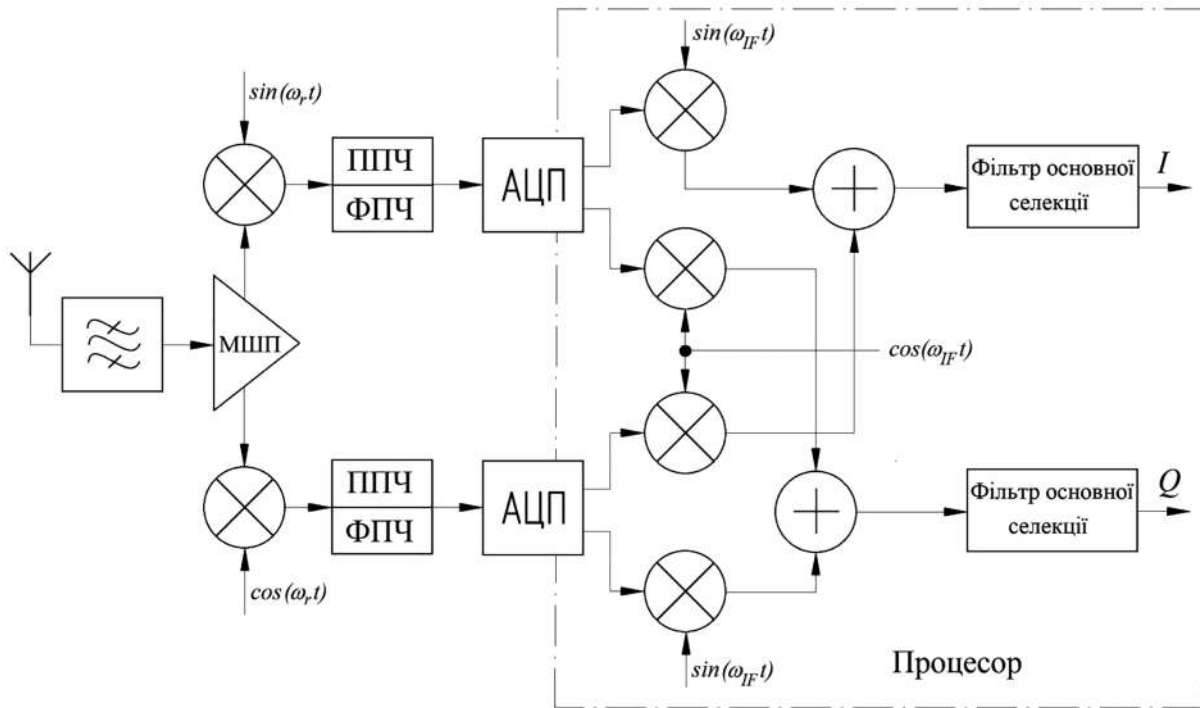 sin(ω_IF t)
sin(ω_r t)
ППЧ
ФПЧ
АЦП
Фільтр основної
селекції
I
МШП
cos(ω_IF t)
ППЧ
ФПЧ
АЦП
Фільтр основної
селекції
Q
cos(ω_r t)
sin(ω_IF t)
Процесор